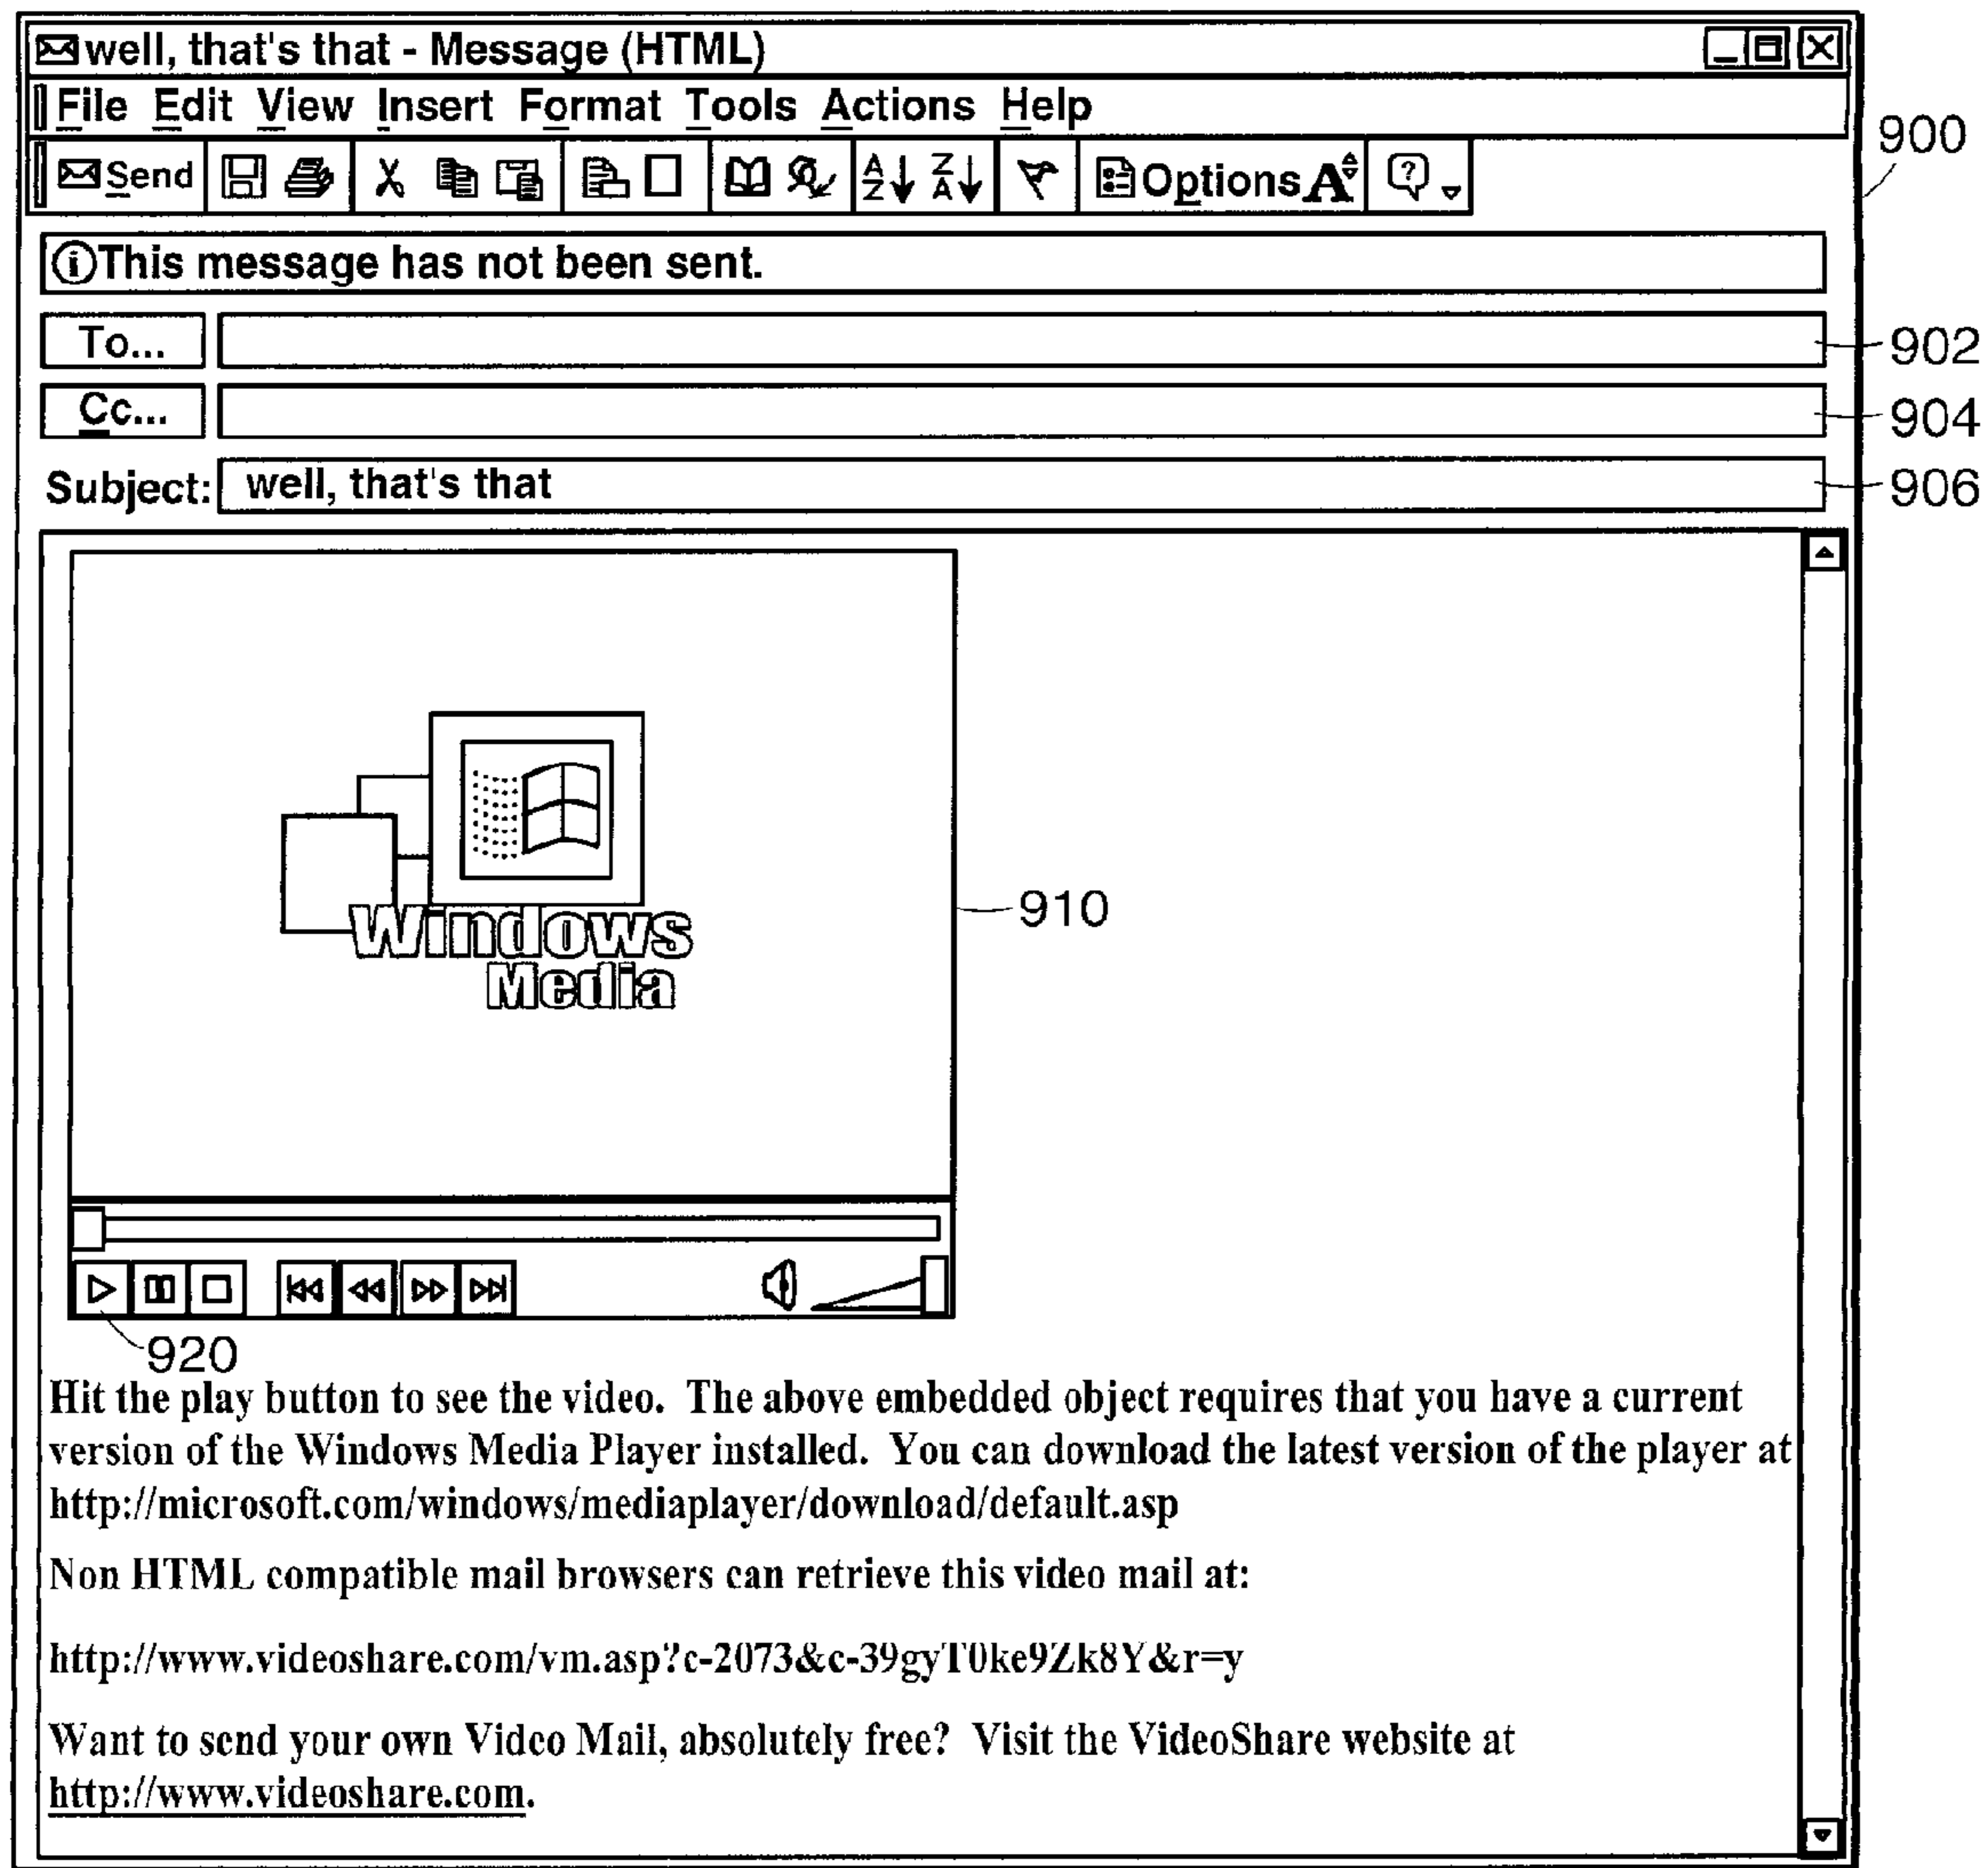 well, that's that - Message (HTML)
File Edit View Insert Format Tools Actions Help
900
Send Options A
This message has not been sent.
To... 902
Cc... 904
Subject: well, that's that 906
Windows
Media
910
920
Hit the play button to see the video. The above embedded object requires that you have a current
version of the Windows Media Player installed. You can download the latest version of the player at
http://microsoft.com/windows/mediaplayer/download/default.asp
Non HTML compatible mail browsers can retrieve this video mail at:
http://www.videoshare.com/vm.asp?c-2073&c-39gyT0ke9Zk8Y&r=y
Want to send your own Video Mail, absolutely free? Visit the VideoShare website at
http://www.videoshare.com.